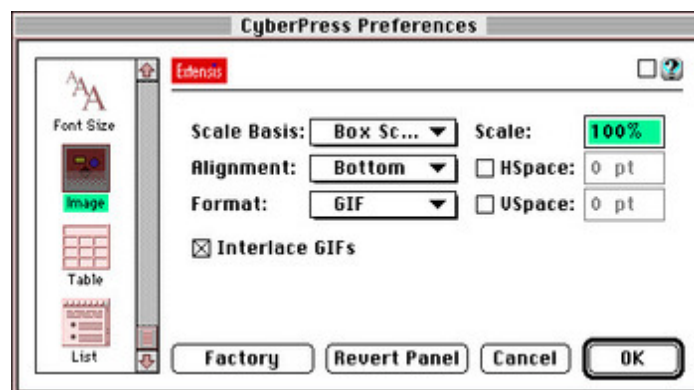 CyberPress Preferences
Extensis
Font Size
Image
Table
List
Scale Basis: Box Sc... Scale: 100%
Alignment: Bottom HSpace: 0 pt
Format: GIF VSpace: 0 pt
Interlace GIFs
Factory Revert Panel Cancel OK